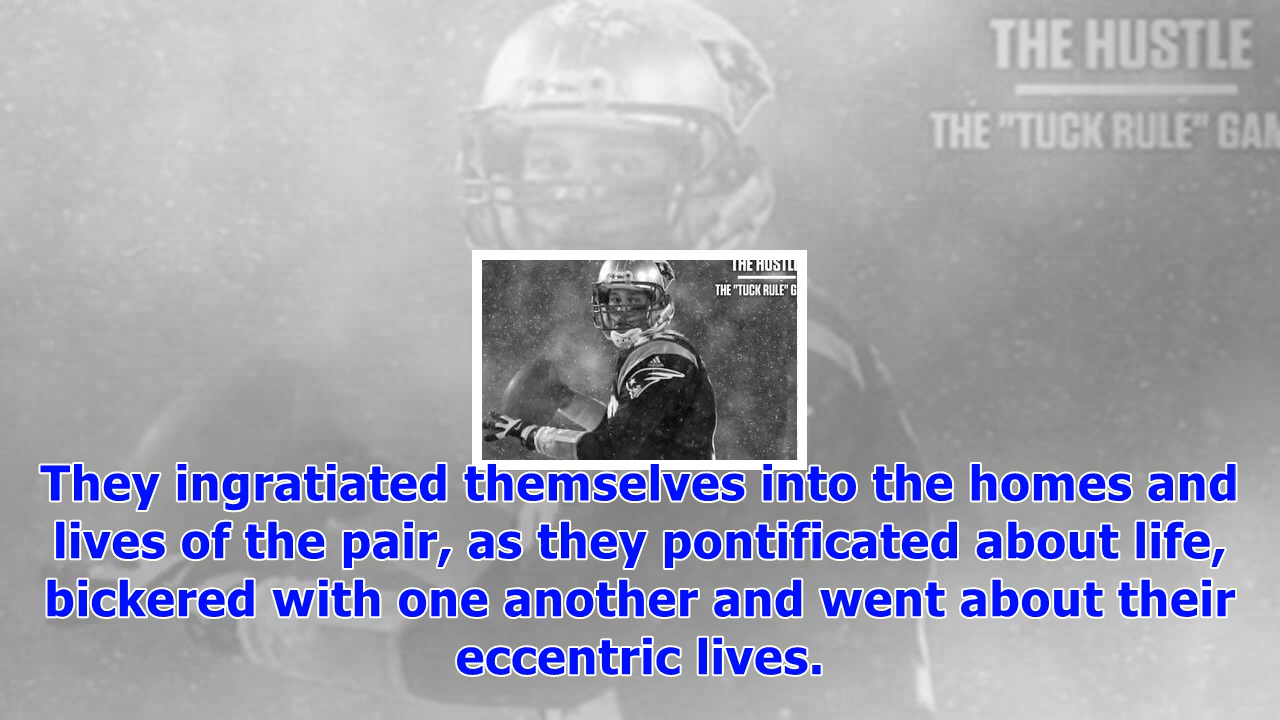 THE HUSTLE
THE "TUCK RULE" GAM
THE HUSTLE
THE "TUCK RULE" G
They ingratiated themselves into the homes and
lives of the pair, as they pontificated about life,
bickered with one another and went about their
eccentric lives.